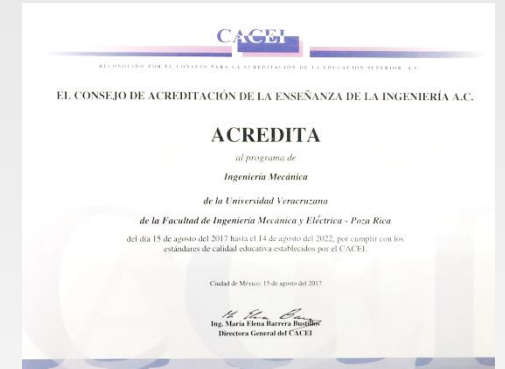 CACEI
RECONOCIDO POR EL CONSEJO PARA LA ACREDITACIÓN DE LA EDUCACIÓN SUPERIOR A.C.
EL CONSEJO DE ACREDITACIÓN DE LA ENSEÑANZA DE LA INGENIERÍA A.C.
ACREDITA
al programa de
Ingeniería Mecánica
de la Universidad Veracruzana
de la Facultad de Ingeniería Mecánica y Eléctrica - Poza Rica
del día 15 de agosto del 2017 hasta el 14 de agosto del 2022, por cumplir con los
estándares de calidad educativa establecidos por el CACEI.
Ciudad de México, 15 de agosto del 2017
Ing. María Elena Barrera Bustillos
Directora General del CACEI